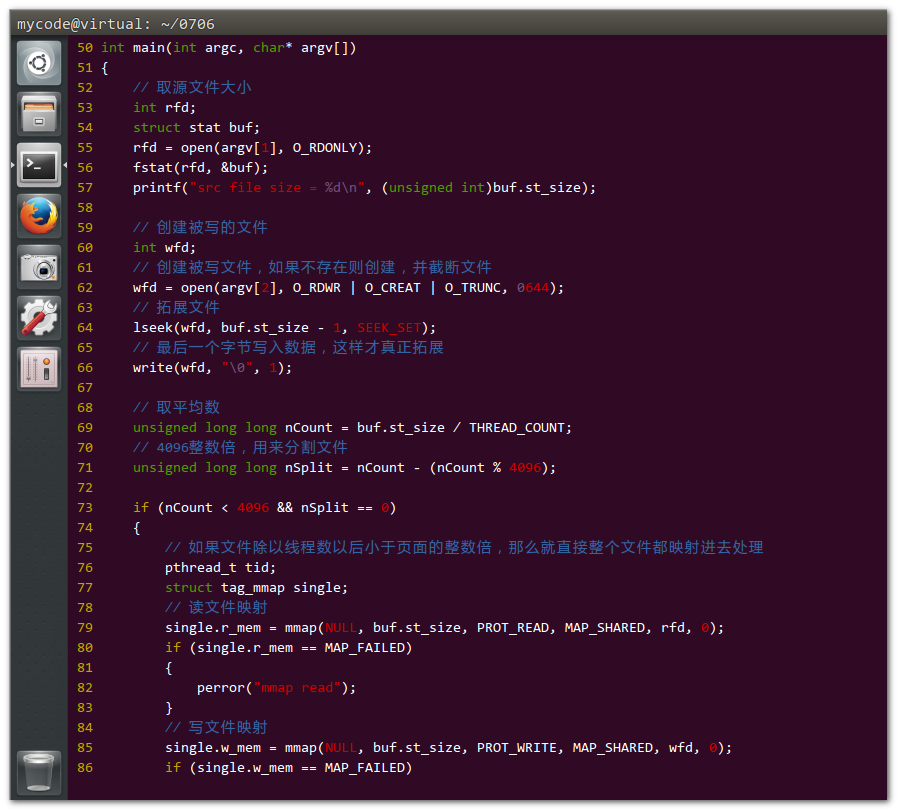 mycode@virtual: ~/0706
50 int main(int argc, char* argv[])
51 {
52     // 取源文件大小
53     int rfd;
54     struct stat buf;
55     rfd = open(argv[1], O_RDONLY);
56     fstat(rfd, &buf);
57     printf("src file size = %d\n", (unsigned int)buf.st_size);
58
59     // 创建被写的文件
60     int wfd;
61     // 创建被写文件，如果不存在则创建，并截断文件
62     wfd = open(argv[2], O_RDWR | O_CREAT | O_TRUNC, 0644);
63     // 拓展文件
64     lseek(wfd, buf.st_size - 1, SEEK_SET);
65     // 最后一个字节写入数据，这样才真正拓展
66     write(wfd, "\0", 1);
67
68     // 取平均数
69     unsigned long long nCount = buf.st_size / THREAD_COUNT;
70     // 4096整数倍，用来分割文件
71     unsigned long long nSplit = nCount - (nCount % 4096);
72
73     if (nCount < 4096 && nSplit == 0)
74     {
75         // 如果文件除以线程数以后小于页面的整数倍，那么就直接整个文件都映射进去处理
76         pthread_t tid;
77         struct tag_mmap single;
78         // 读文件映射
79         single.r_mem = mmap(NULL, buf.st_size, PROT_READ, MAP_SHARED, rfd, 0);
80         if (single.r_mem == MAP_FAILED)
81         {
82             perror("mmap read");
83         }
84         // 写文件映射
85         single.w_mem = mmap(NULL, buf.st_size, PROT_WRITE, MAP_SHARED, wfd, 0);
86         if (single.w_mem == MAP_FAILED)